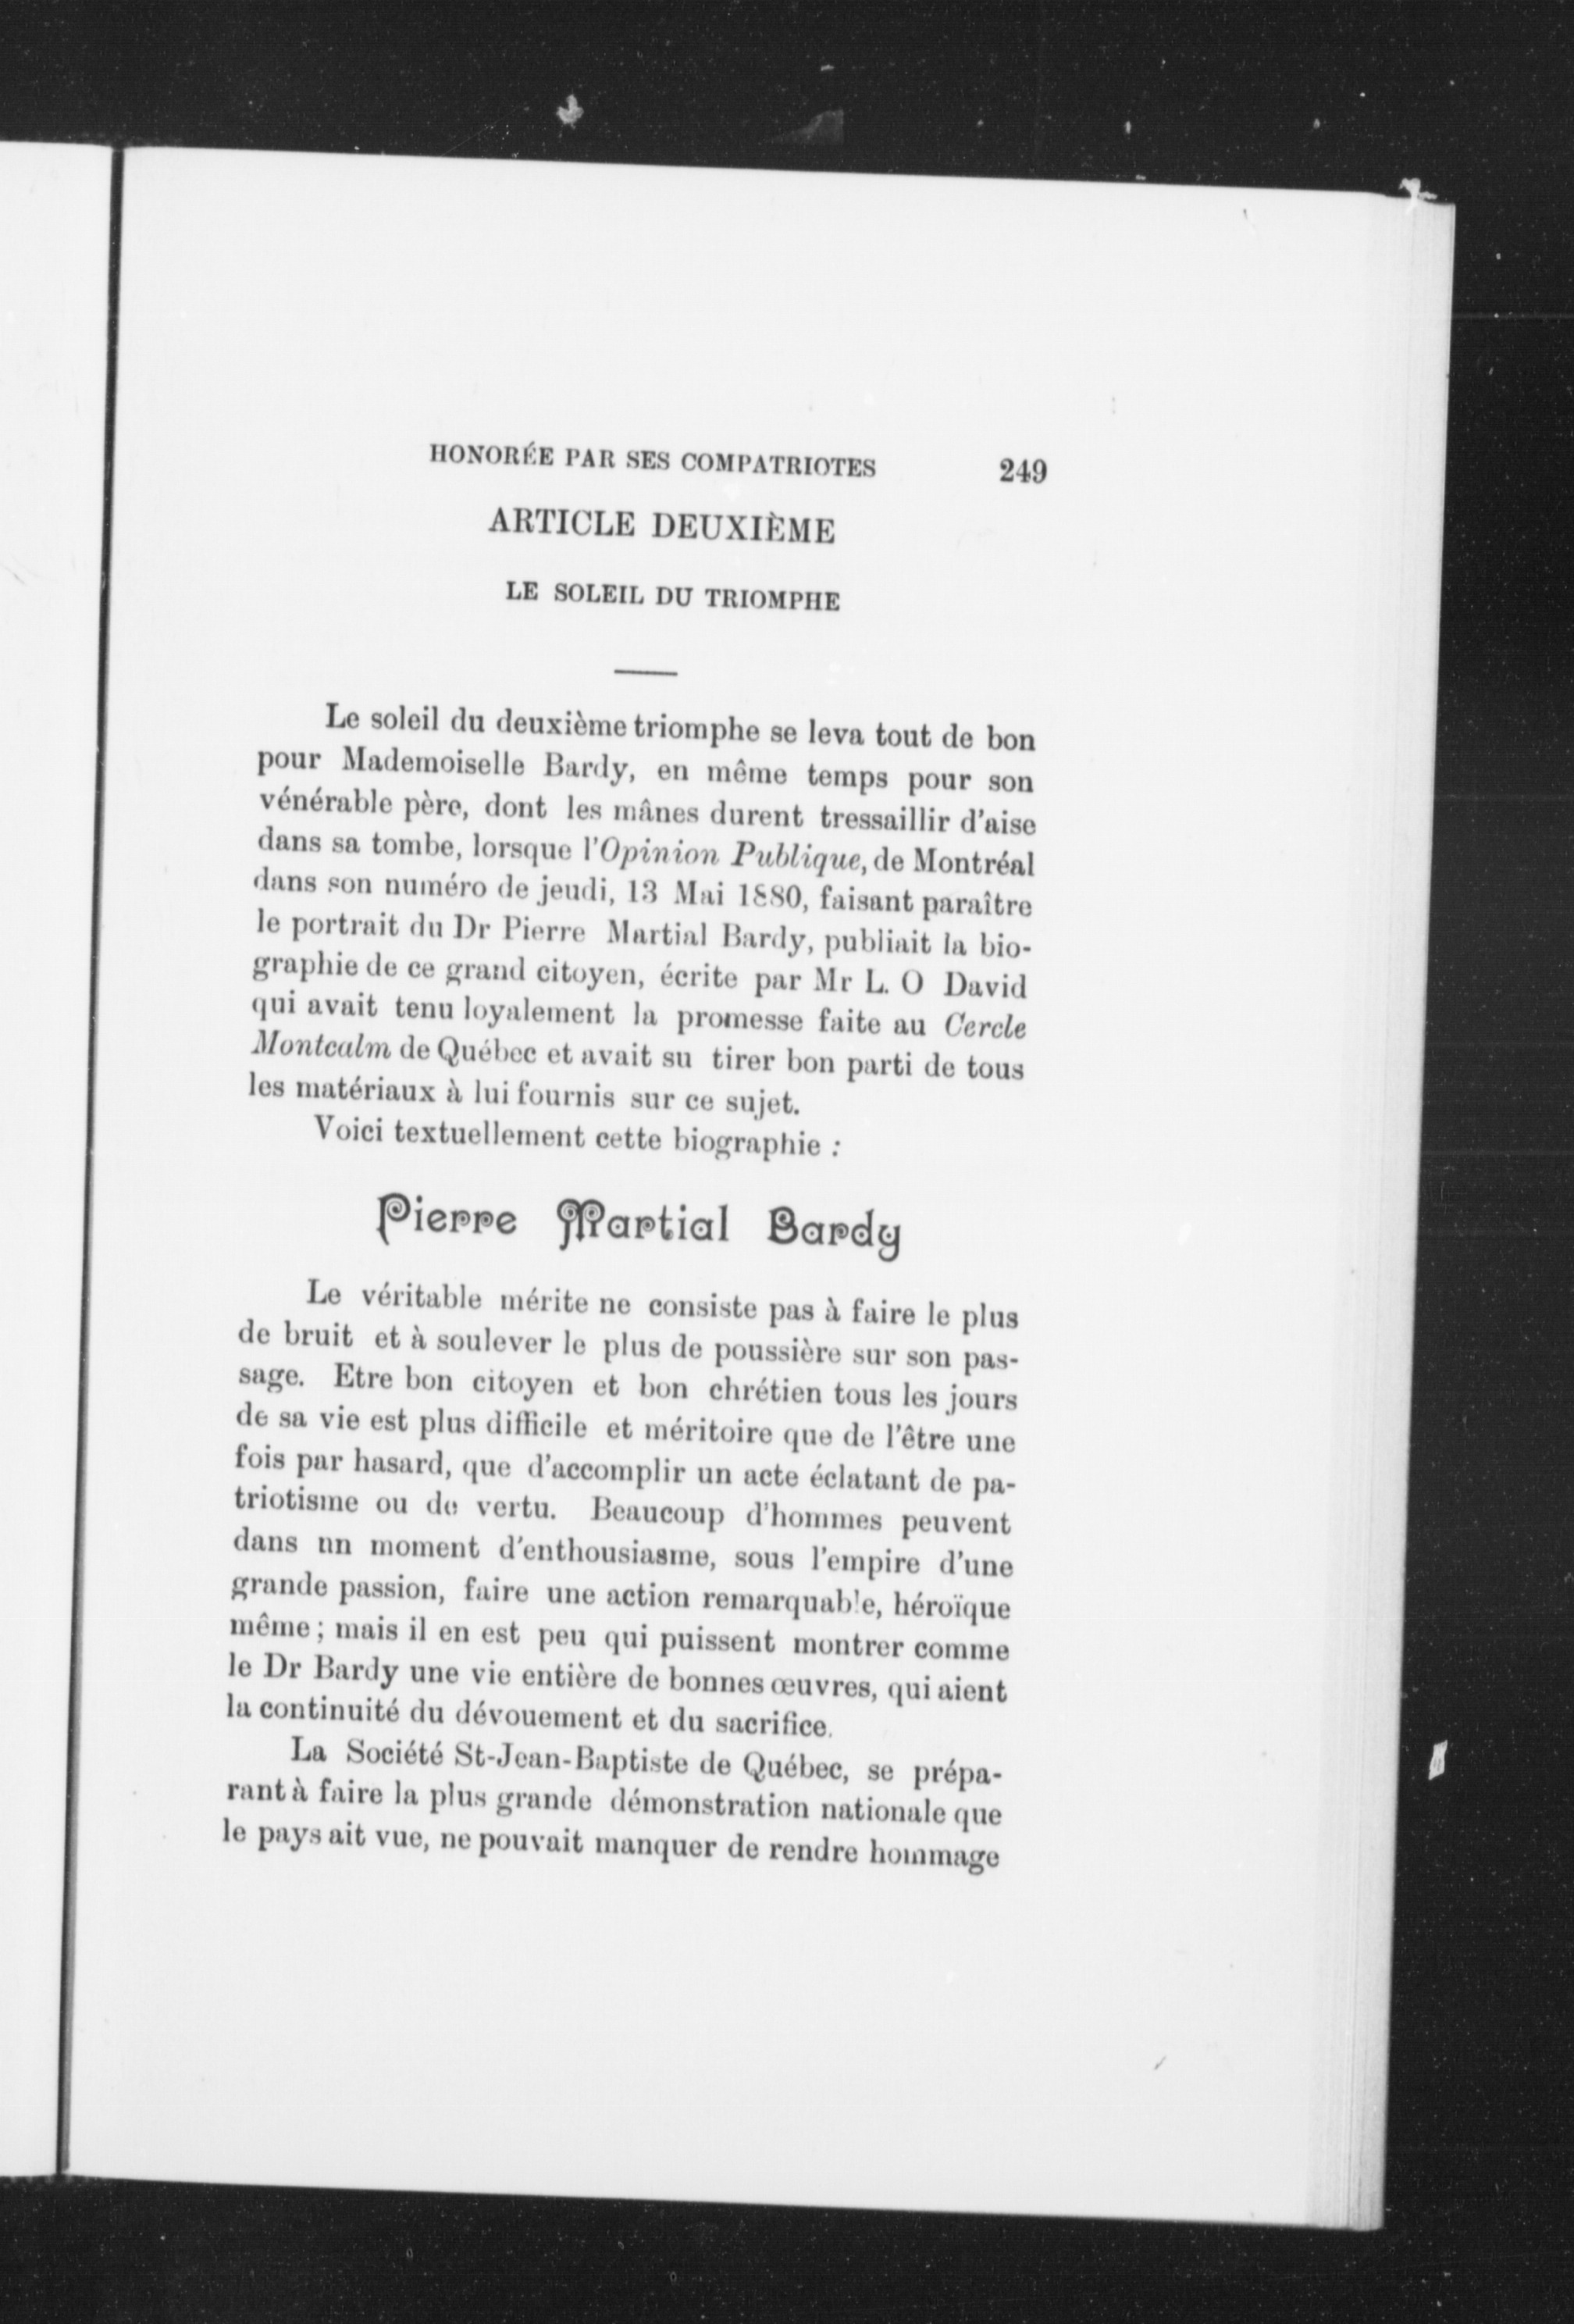 HONORÉE PAR SES COMPATRIOTES 249
ARTICLE DEUXIÈME
LE SOLEIL DU TRIOMPHE
Le soleil du deuxième triomphe se leva tout de bon
pour Mademoiselle Bardy, en même temps pour son
vénérable père, dont les mânes durent tressaillir d'aise
dans sa tombe, lorsque l'Opinion Publique, de Montréal
dans son numéro de jeudi, 13 Mai 1880, faisant paraître
le portrait du Dr Pierre Martial Bardy, publiait la bio-
graphie de ce grand citoyen, écrite par Mr L. O David
qui avait tenu loyalement la promesse faite au Cercle
Montcalm de Québec et avait su tirer bon parti de tous
les matériaux à lui fournis sur ce sujet.
Voici textuellement cette biographie :
Pierre Martial Bardy
Le véritable mérite ne consiste pas à faire le plus
de bruit et à soulever le plus de poussière sur son pas-
sage. Etre bon citoyen et bon chrétien tous les jours
de sa vie est plus difficile et méritoire que de l'être une
fois par hasard, que d'accomplir un acte éclatant de pa-
triotisme ou de vertu. Beaucoup d'hommes peuvent
dans un moment d'enthousiasme, sous l'empire d'une
grande passion, faire une action remarquable, héroïque
même ; mais il en est peu qui puissent montrer comme
le Dr Bardy une vie entière de bonnes œuvres, qui aient
la continuité du dévouement et du sacrifice.
La Société St-Jean-Baptiste de Québec, se prépa-
rant à faire la plus grande démonstration nationale que
le pays ait vue, ne pouvait manquer de rendre hommage